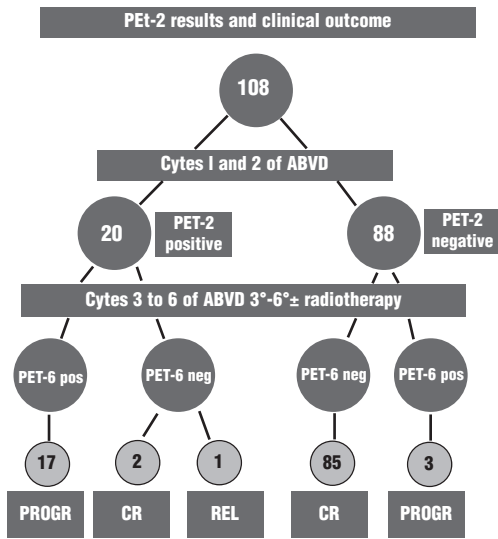 PEt-2 results and clinical outcome
108
Cytes I and 2 of ABVD
20
PET-2
positive
88
PET-2
negative
Cytes 3 to 6 of ABVD 3°-6°± radiotherapy
PET-6 pos
PET-6 neg
PET-6 neg
PET-6 pos
17
2
1
85
3
PROGR
CR
REL
CR
PROGR